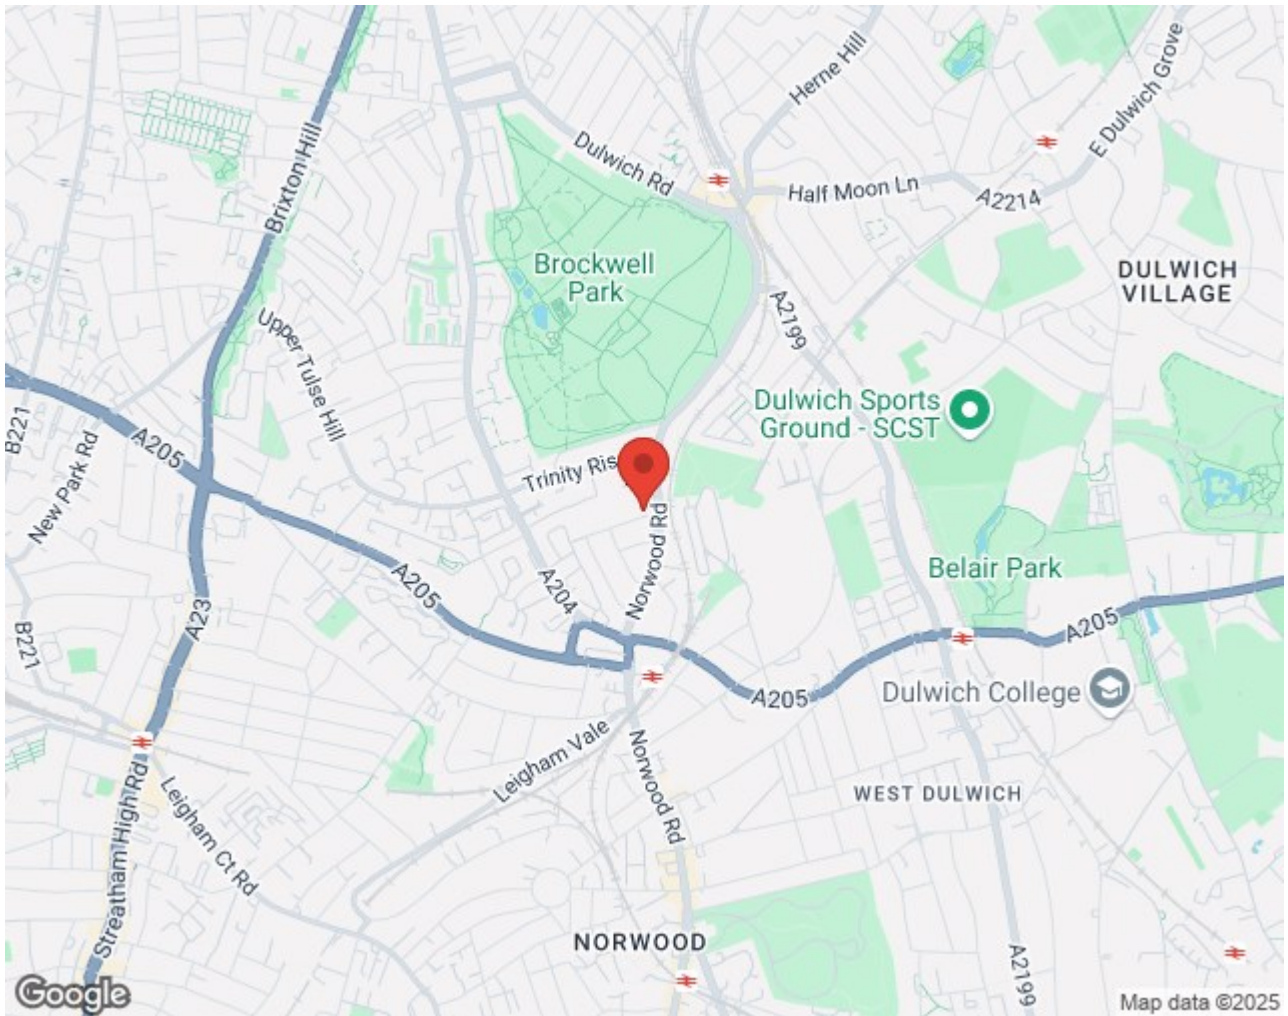 Herne Hill
E Dulwich Grove
Brixton Hill
Dulwich Rd
Half Moon Ln
A2214
Brockwell
Park
DULWICH
VILLAGE
A2199
Upper Tulse Hill
Dulwich Sports
Ground - SCST
B221
A205
New Park Rd
Trinity Ris
Norwood Rd
A205
A204
Belair Park
A23
A205
B221
A205
Dulwich College
Leigham Vale
Norwood Rd
WEST DULWICH
Streatham High Rd
Leigham Ct Rd
NORWOOD
A2199
Google
Map data ©2025